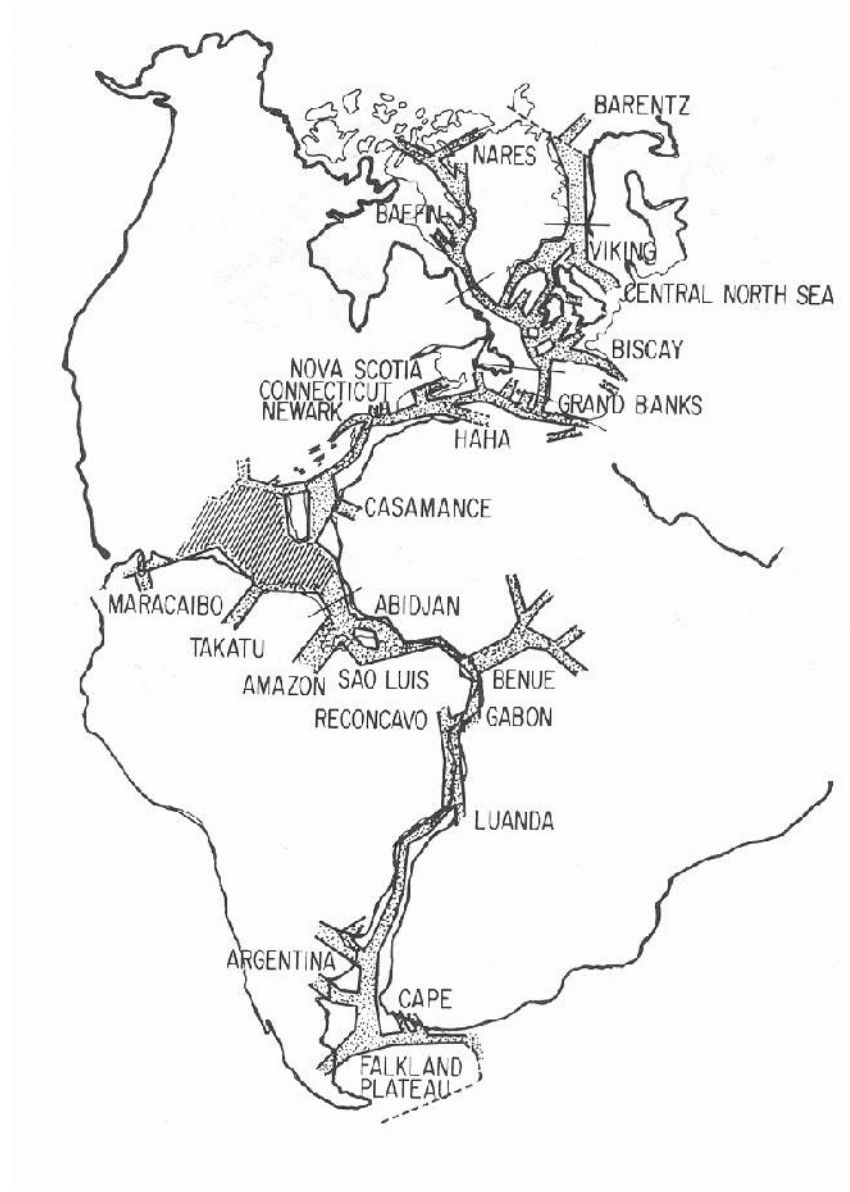 BARENTZ
NARES
BAFFIN
VIKING
CENTRAL NORTH SEA
BISCAY
NOVA SCOTIA
CONNECTICUT
NEWARK
GRAND BANKS
HAHA
CASAMANCE
MARACAIBO
ABIDJAN
TAKATU
AMAZON
SAO LUIS
BENUE
RECONCAVO
GABON
LUANDA
ARGENTINA
CAPE
FALKLAND
PLATEAU